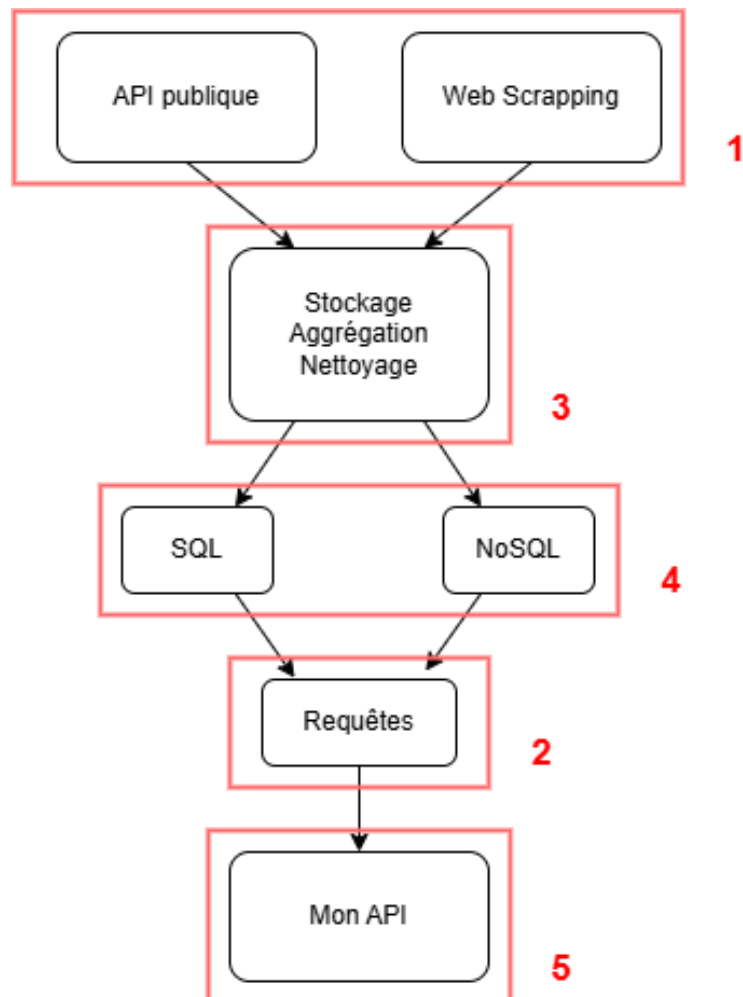 API publique
Web Scrapping
1
Stockage
Aggrégation
Nettoyage
3
SQL
NoSQL
4
Requêtes
2
Mon API
5